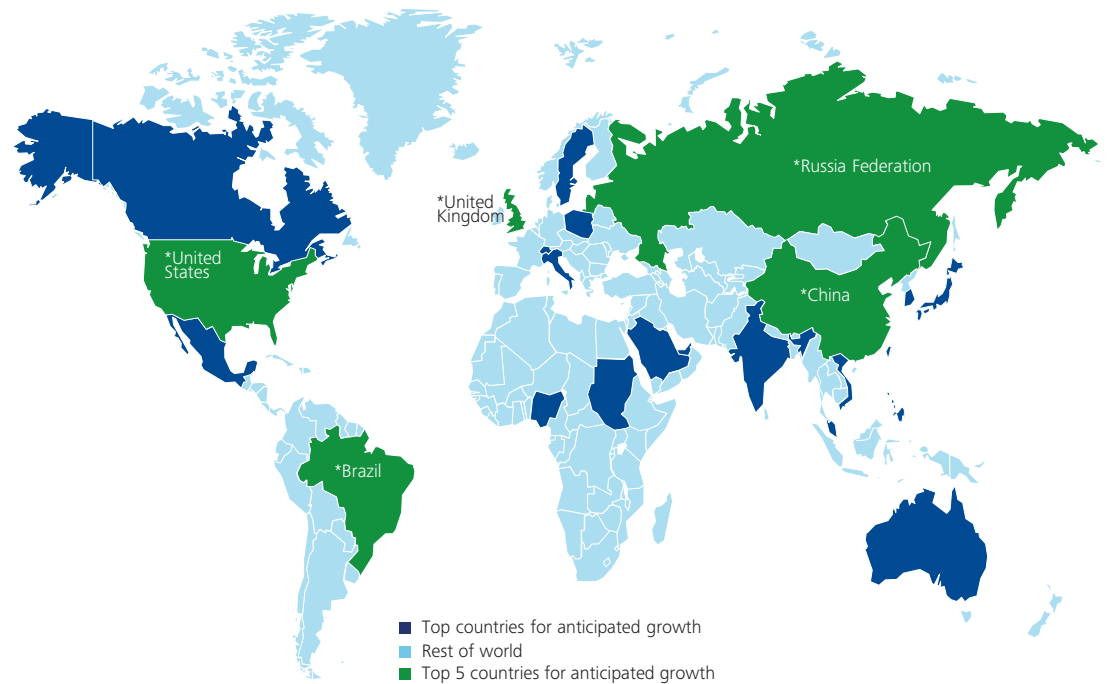 *Russia Federation
*United
Kingdom
*United
States
*China
*Brazil
Top countries for anticipated growth
Rest of world
Top 5 countries for anticipated growth